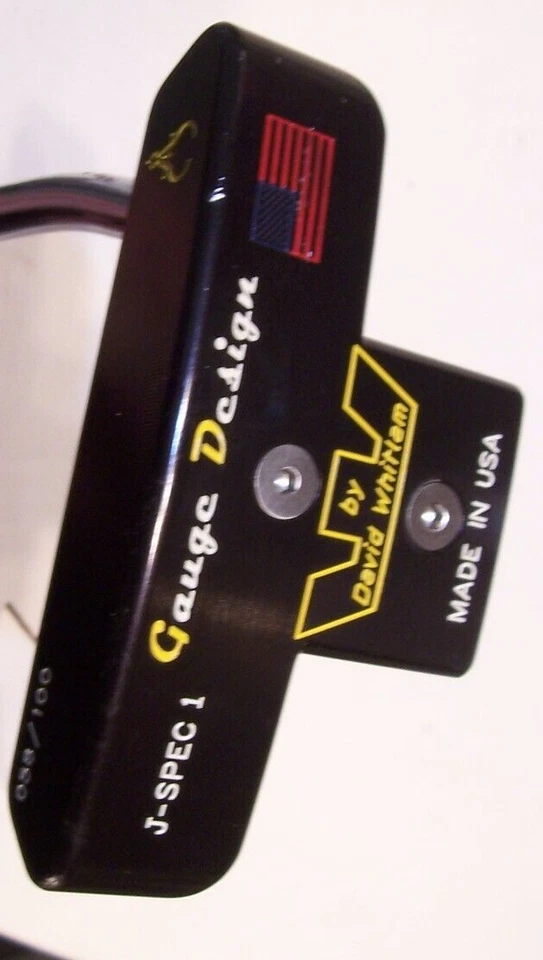 Gauge Design
by
David Whitlam
J-SPEC 1
MADE IN USA